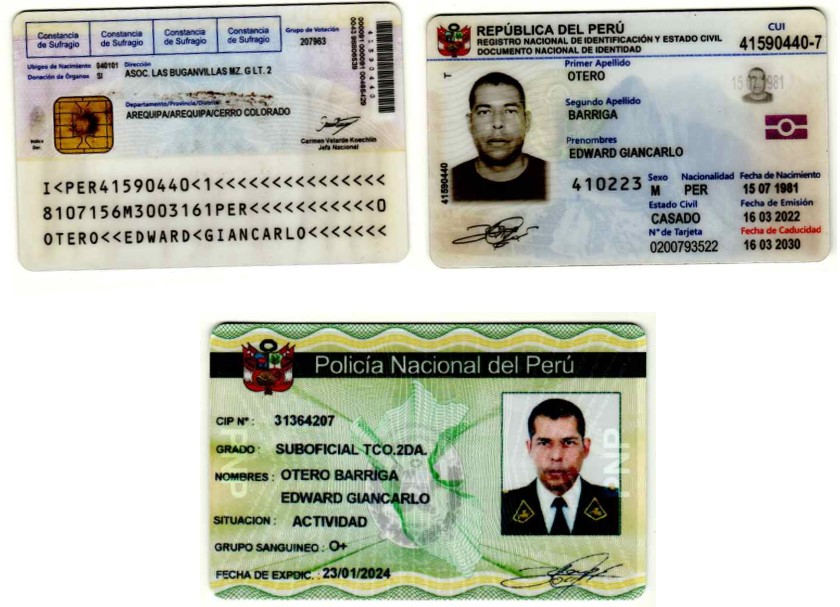 Constancia de Sufragio
Constancia de Sufragio
Constancia de Sufragio
Constancia de Sufragio
Grupo de Votación
207963
Ubigeo de Nacimiento 040101 Dirección
Donación de Órganos SI ASOC. LAS BUGANVILLAS MZ. G LT. 2
Departamento/Provincia/Distrito
AREQUIPA/AREQUIPA/CERRO COLORADO
Carmen Velarde Koechlin
Jefa Nacional
I<PER41590440<1<<<<<<<<<<<<<<<
8107156M3003161PER<<<<<<<<<<<0
OTERO<<EDWARD<GIANCARLO<<<<<<<
REPÚBLICA DEL PERÚ
REGISTRO NACIONAL DE IDENTIFICACIÓN Y ESTADO CIVIL
DOCUMENTO NACIONAL DE IDENTIDAD
CUI
41590440-7
T
Primer Apellido
OTERO
Segundo Apellido
BARRIGA
Prenombres
EDWARD GIANCARLO
41590440
410223
Sexo Nacionalidad Fecha de Nacimiento
M PER 15 07 1981
Estado Civil Fecha de Emisión
CASADO 16 03 2022
N° de Tarjeta Fecha de Caducidad
0200793522 16 03 2030
Policía Nacional del Perú
CIP N° : 31364207
GRADO : SUBOFICIAL TCO.2DA.
NOMBRES : OTERO BARRIGA
EDWARD GIANCARLO
SITUACION : ACTIVIDAD
GRUPO SANGUINEO : O+
FECHA DE EXPDIC. : 23/01/2024
PNP
PNP